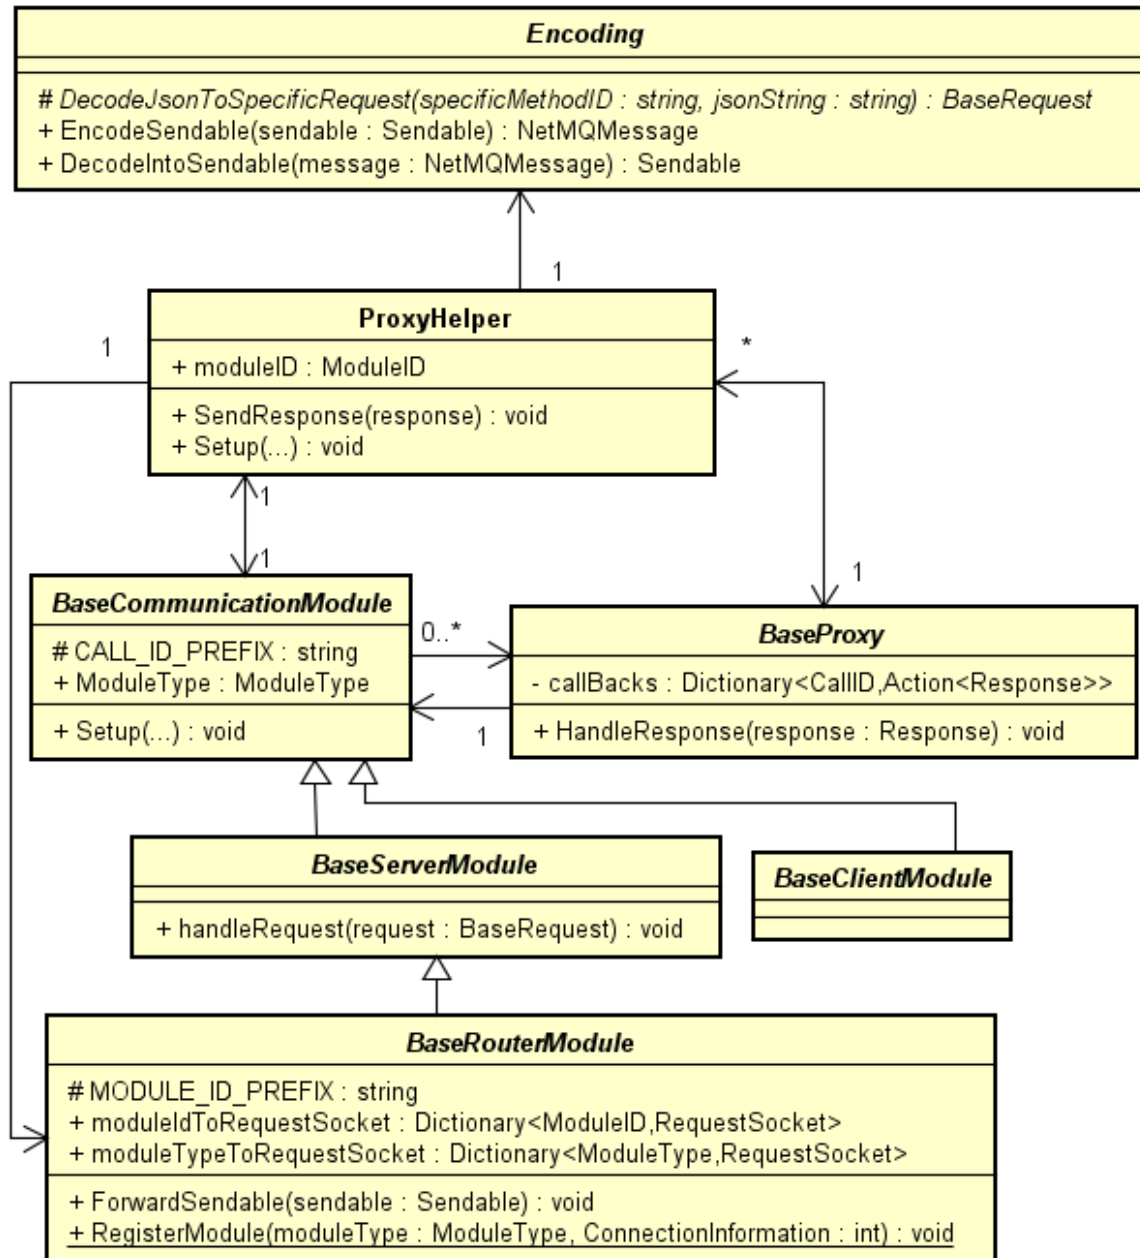 Encoding
# DecodeJsonToSpecificRequest(specificMethodID : string, jsonString : string) : BaseRequest
+ EncodeSendable(sendable : Sendable) : NetMQMessage
+ DecodeIntoSendable(message : NetMQMessage) : Sendable
1
ProxyHelper
1
*
+ moduleID : ModuleID
+ SendResponse(response) : void
+ Setup(...) : void
1
1
1
BaseCommunicationModule
# CALL_ID_PREFIX : string
+ ModuleType : ModuleType
+ Setup(...) : void
0..*
1
BaseProxy
- callBacks : Dictionary<CallID,Action<Response>>
+ HandleResponse(response : Response) : void
BaseServerModule
+ handleRequest(request : BaseRequest) : void
BaseClientModule
BaseRouterModule
# MODULE_ID_PREFIX : string
+ moduleIdToRequestSocket : Dictionary<ModuleID,RequestSocket>
+ moduleTypeToRequestSocket : Dictionary<ModuleType,RequestSocket>
+ ForwardSendable(sendable : Sendable) : void
+ RegisterModule(moduleType : ModuleType, ConnectionInformation : int) : void